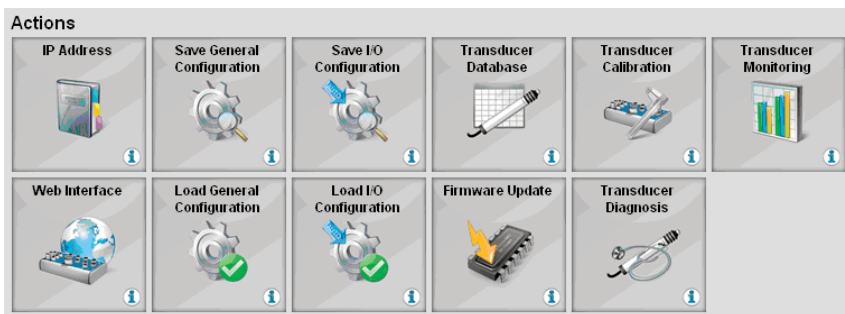 Actions
IP Address
Save General
Configuration
Save I/O
Configuration
Transducer
Database
Transducer
Calibration
Transducer
Monitoring
Web Interface
Load General
Configuration
Load I/O
Configuration
Firmware Update
Transducer
Diagnosis